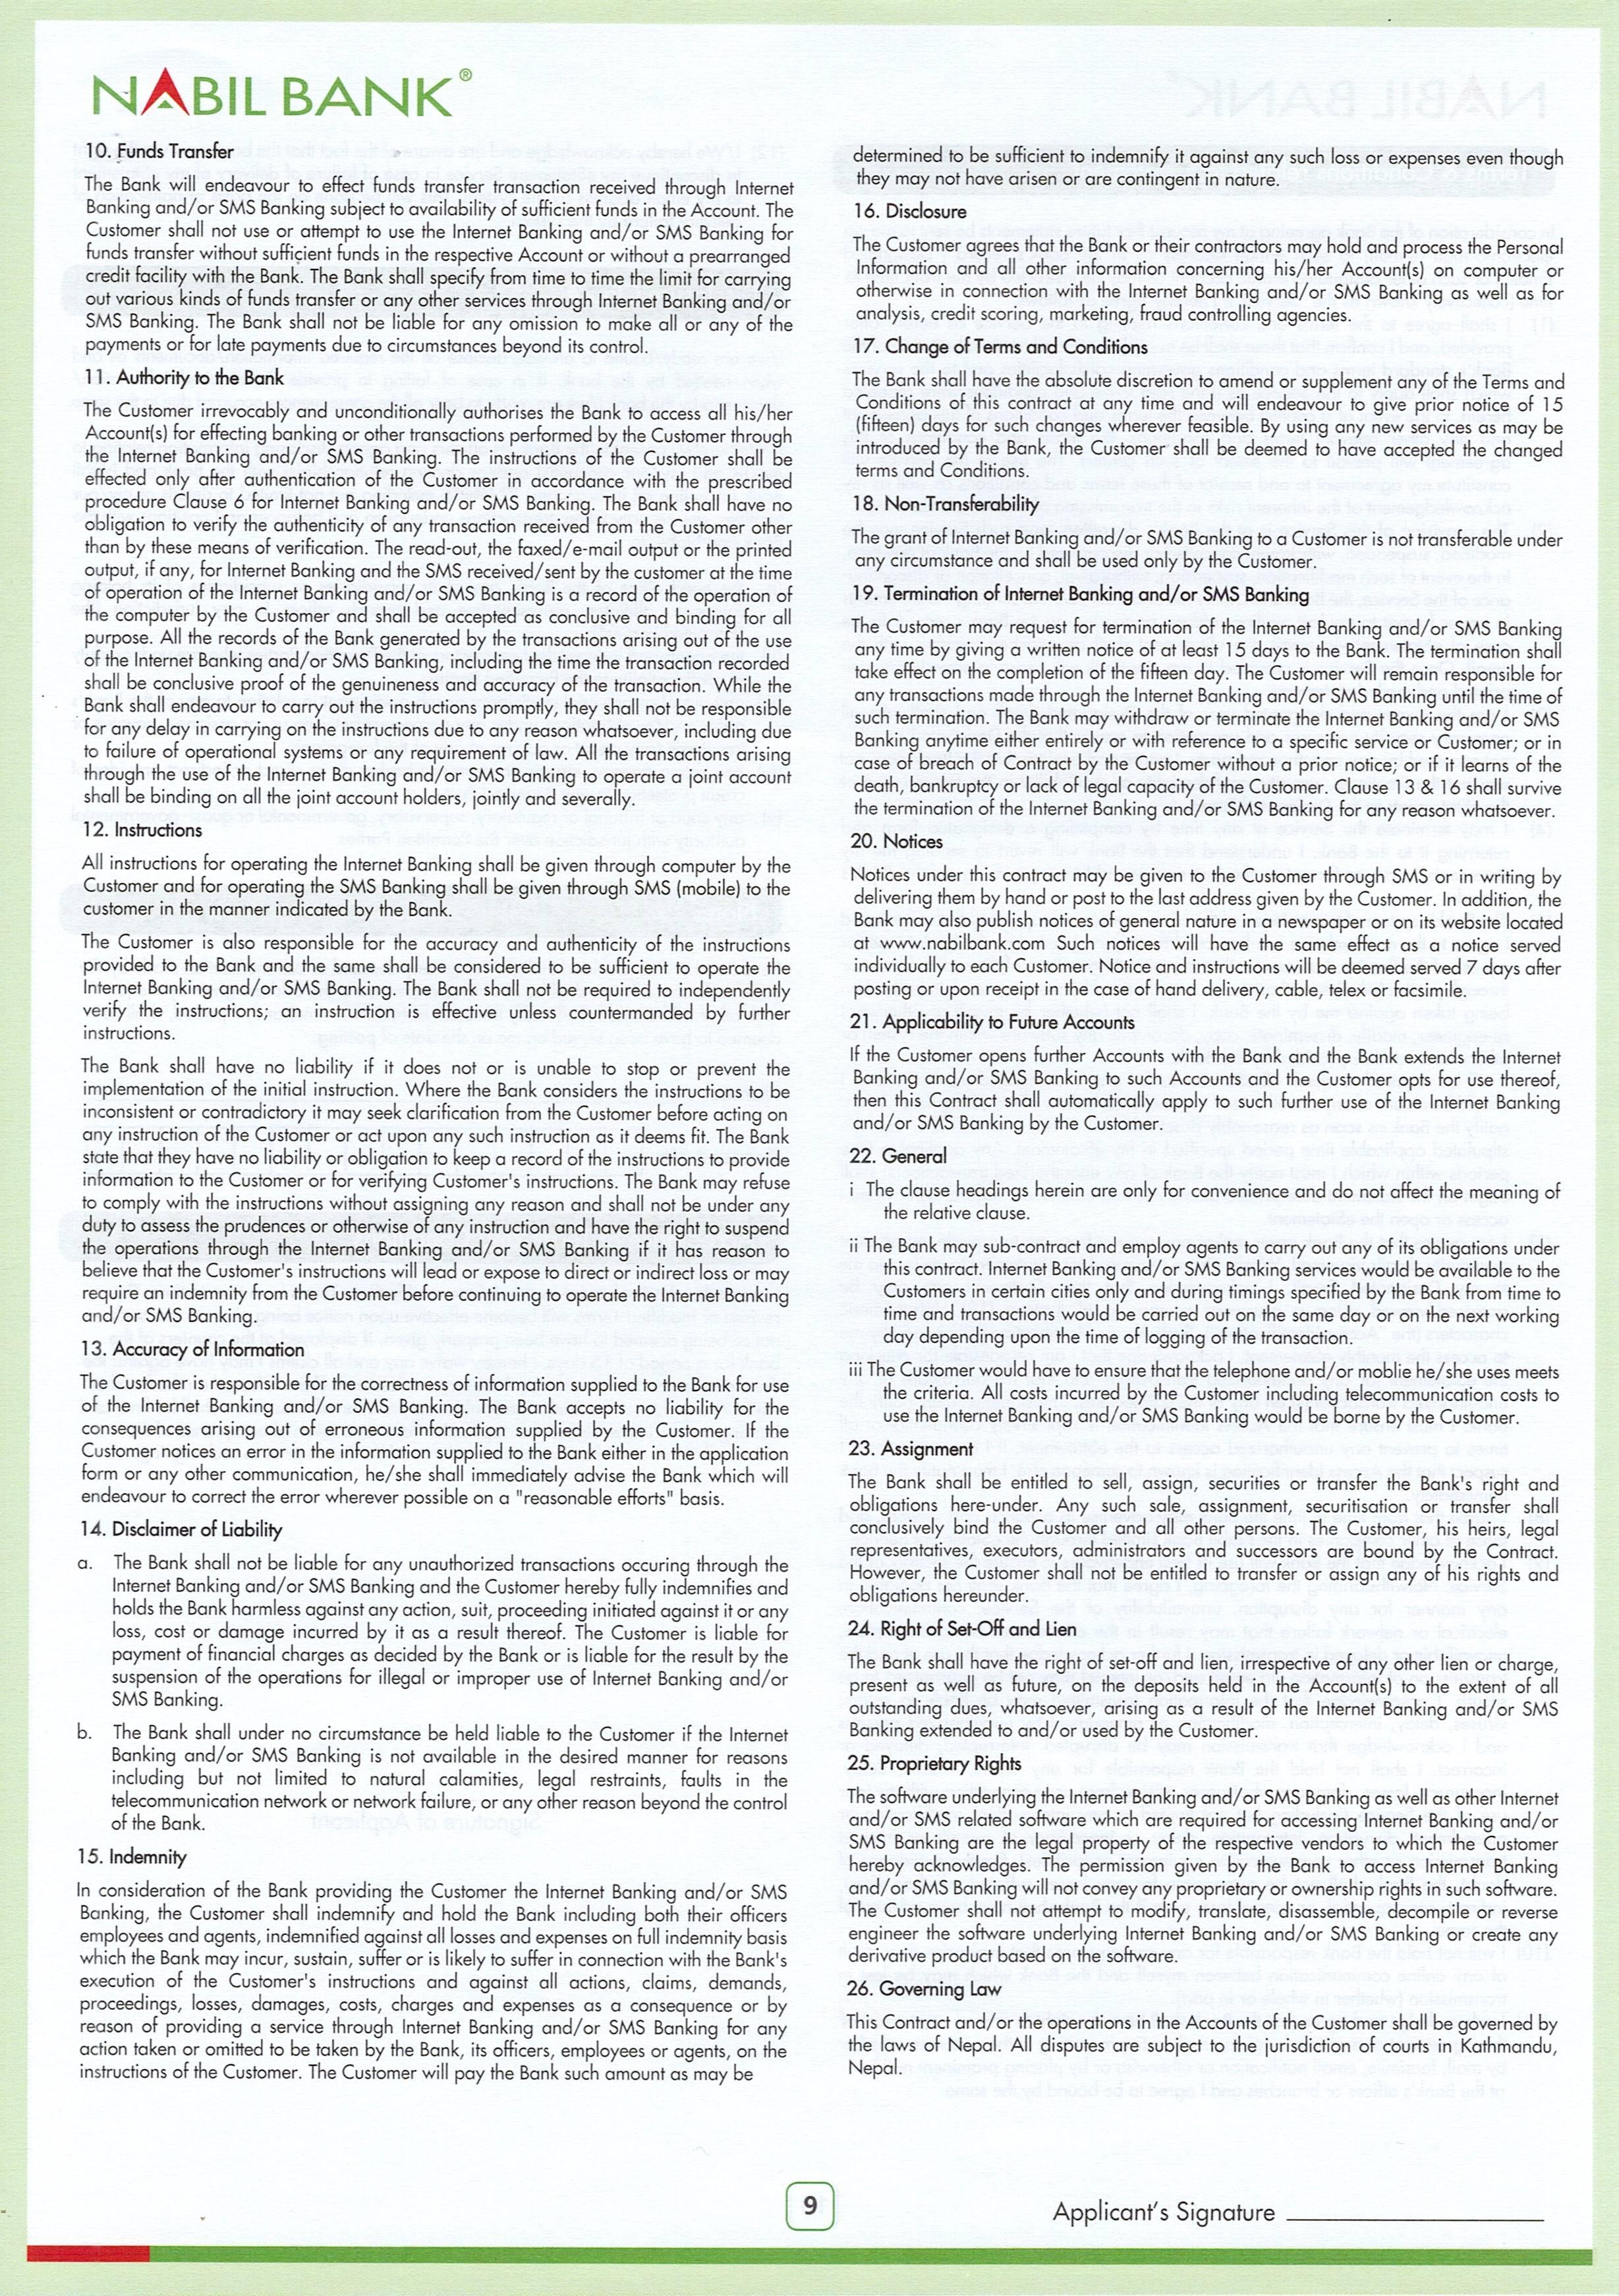 NABIL BANK®
10. Funds Transfer
The Bank will endeavour to effect funds transfer transaction received through Internet
Banking and/or SMS Banking subject to availability of sufficient funds in the Account. The
Customer shall not use or attempt to use the Internet Banking and/or SMS Banking for
funds transfer without sufficient funds in the respective Account or without a prearranged
credit facility with the Bank. The Bank shall specify from time to time the limit for carrying
out various kinds of funds transfer or any other services through Internet Banking and/or
SMS Banking. The Bank shall not be liable for any omission to make all or any of the
payments or for late payments due to circumstances beyond its control.
11. Authority to the Bank
The Customer irrevocably and unconditionally authorises the Bank to access all his/her
Account(s) for effecting banking or other transactions performed by the Customer through
the Internet Banking and/or SMS Banking. The instructions of the Customer shall be
effected only after authentication of the Customer in accordance with the prescribed
procedure Clause 6 for Internet Banking and/or SMS Banking. The Bank shall have no
obligation to verify the authenticity of any transaction received from the Customer other
than by these means of verification. The read-out, the faxed/e-mail output or the printed
output, if any, for Internet Banking and the SMS received/sent by the customer at the time
of operation of the Internet Banking and/or SMS Banking is a record of the operation of
the computer by the Customer and shall be accepted as conclusive and binding for all
purpose. All the records of the Bank generated by the transactions arising out of the use
of the Internet Banking and/or SMS Banking, including the time the transaction recorded
shall be conclusive proof of the genuineness and accuracy of the transaction. While the
Bank shall endeavour to carry out the instructions promptly, they shall not be responsible
for any delay in carrying on the instructions due to any reason whatsoever, including due
to failure of operational systems or any requirement of law. All the transactions arising
through the use of the Internet Banking and/or SMS Banking to operate a joint account
shall be binding on all the joint account holders, jointly and severally.
12. Instructions
All instructions for operating the Internet Banking shall be given through computer by the
Customer and for operating the SMS Banking shall be given through SMS (mobile) to the
customer in the manner indicated by the Bank.
The Customer is also responsible for the accuracy and authenticity of the instructions
provided to the Bank and the same shall be considered to be sufficient to operate the
Internet Banking and/or SMS Banking. The Bank shall not be required to independently
verify the instructions; an instruction is effective unless countermanded by further
instructions.
The Bank shall have no liability if it does not or is unable to stop or prevent the
implementation of the initial instruction. Where the Bank considers the instructions to be
inconsistent or contradictory it may seek clarification from the Customer before acting on
any instruction of the Customer or act upon any such instruction as it deems fit. The Bank
state that they have no liability or obligation to keep a record of the instructions to provide
information to the Customer or for verifying Customer's instructions. The Bank may refuse
to comply with the instructions without assigning any reason and shall not be under any
duty to assess the prudences or otherwise of any instruction and have the right to suspend
the operations through the Internet Banking and/or SMS Banking if it has reason to
believe that the Customer's instructions will lead or expose to direct or indirect loss or may
require an indemnity from the Customer before continuing to operate the Internet Banking
and/or SMS Banking.
13. Accuracy of Information
The Customer is responsible for the correctness of information supplied to the Bank for use
of the Internet Banking and/or SMS Banking. The Bank accepts no liability for the
consequences arising out of erroneous information supplied by the Customer. If the
Customer notices an error in the information supplied to the Bank either in the application
form or any other communication, he/she shall immediately advise the Bank which will
endeavour to correct the error wherever possible on a "reasonable efforts" basis.
14. Disclaimer of Liability
a. The Bank shall not be liable for any unauthorized transactions occuring through the
Internet Banking and/or SMS Banking and the Customer hereby fully indemnifies and
holds the Bank harmless against any action, suit, proceeding initiated against it or any
loss, cost or damage incurred by it as a result thereof. The Customer is liable for
payment of financial charges as decided by the Bank or is liable for the result by the
suspension of the operations for illegal or improper use of Internet Banking and/or
SMS Banking.
b. The Bank shall under no circumstance be held liable to the Customer if the Internet
Banking and/or SMS Banking is not available in the desired manner for reasons
including but not limited to natural calamities, legal restraints, faults in the
telecommunication network or network failure, or any other reason beyond the control
of the Bank.
15. Indemnity
In consideration of the Bank providing the Customer the Internet Banking and/or SMS
Banking, the Customer shall indemnify and hold the Bank including both their officers
employees and agents, indemnified against all losses and expenses on full indemnity basis
which the Bank may incur, sustain, suffer or is likely to suffer in connection with the Bank's
execution of the Customer's instructions and against all actions, claims, demands,
proceedings, losses, damages, costs, charges and expenses as a consequence or by
reason of providing a service through Internet Banking and/or SMS Banking for any
action taken or omitted to be taken by the Bank, its officers, employees or agents, on the
instructions of the Customer. The Customer will pay the Bank such amount as may be
determined to be sufficient to indemnify it against any such loss or expenses even though
they may not have arisen or are contingent in nature.
16. Disclosure
The Customer agrees that the Bank or their contractors may hold and process the Personal
Information and all other information concerning his/her Account(s) on computer or
otherwise in connection with the Internet Banking and/or SMS Banking as well as for
analysis, credit scoring, marketing, fraud controlling agencies.
17. Change of Terms and Conditions
The Bank shall have the absolute discretion to amend or supplement any of the Terms and
Conditions of this contract at any time and will endeavour to give prior notice of 15
(fifteen) days for such changes wherever feasible. By using any new services as may be
introduced by the Bank, the Customer shall be deemed to have accepted the changed
terms and Conditions.
18. Non-Transferability
The grant of Internet Banking and/or SMS Banking to a Customer is not transferable under
any circumstance and shall be used only by the Customer.
19. Termination of Internet Banking and/or SMS Banking
The Customer may request for termination of the Internet Banking and/or SMS Banking
any time by giving a written notice of at least 15 days to the Bank. The termination shall
take effect on the completion of the fifteen day. The Customer will remain responsible for
any transactions made through the Internet Banking and/or SMS Banking until the time of
such termination. The Bank may withdraw or terminate the Internet Banking and/or SMS
Banking anytime either entirely or with reference to a specific service or Customer; or in
case of breach of Contract by the Customer without a prior notice; or if it learns of the
death, bankruptcy or lack of legal capacity of the Customer. Clause 13 & 16 shall survive
the termination of the Internet Banking and/or SMS Banking for any reason whatsoever.
20. Notices
Notices under this contract may be given to the Customer through SMS or in writing by
delivering them by hand or post to the last address given by the Customer. In addition, the
Bank may also publish notices of general nature in a newspaper or on its website located
at www.nabilbank.com Such notices will have the same effect as a notice served
individually to each Customer. Notice and instructions will be deemed served 7 days after
posting or upon receipt in the case of hand delivery, cable, telex or facsimile.
21. Applicability to Future Accounts
If the Customer opens further Accounts with the Bank and the Bank extends the Internet
Banking and/or SMS Banking to such Accounts and the Customer opts for use thereof,
then this Contract shall automatically apply to such further use of the Internet Banking
and/or SMS Banking by the Customer.
22. General
i The clause headings herein are only for convenience and do not affect the meaning of
the relative clause.
ii The Bank may sub-contract and employ agents to carry out any of its obligations under
this contract. Internet Banking and/or SMS Banking services would be available to the
Customers in certain cities only and during timings specified by the Bank from time to
time and transactions would be carried out on the same day or on the next working
day depending upon the time of logging of the transaction.
iii The Customer would have to ensure that the telephone and/or moblie he/she uses meets
the criteria. All costs incurred by the Customer including telecommunication costs to
use the Internet Banking and/or SMS Banking would be borne by the Customer.
23. Assignment
The Bank shall be entitled to sell, assign, securities or transfer the Bank's right and
obligations here-under. Any such sale, assignment, securitisation or transfer shall
conclusively bind the Customer and all other persons. The Customer, his heirs, legal
representatives, executors, administrators and successors are bound by the Contract.
However, the Customer shall not be entitled to transfer or assign any of his rights and
obligations hereunder.
24. Right of Set-Off and Lien
The Bank shall have the right of set-off and lien, irrespective of any other lien or charge,
present as well as future, on the deposits held in the Account(s) to the extent of all
outstanding dues, whatsoever, arising as a result of the Internet Banking and/or SMS
Banking extended to and/or used by the Customer.
25. Proprietary Rights
The software underlying the Internet Banking and/or SMS Banking as well as other Internet
and/or SMS related software which are required for accessing Internet Banking and/or
SMS Banking are the legal property of the respective vendors to which the Customer
hereby acknowledges. The permission given by the Bank to access Internet Banking
and/or SMS Banking will not convey any proprietary or ownership rights in such software.
The Customer shall not attempt to modify, translate, disassemble, decompile or reverse
engineer the software underlying Internet Banking and/or SMS Banking or create any
derivative product based on the software.
26. Governing Law
This Contract and/or the operations in the Accounts of the Customer shall be governed by
the laws of Nepal. All disputes are subject to the jurisdiction of courts in Kathmandu,
Nepal.
9
Applicant's Signature